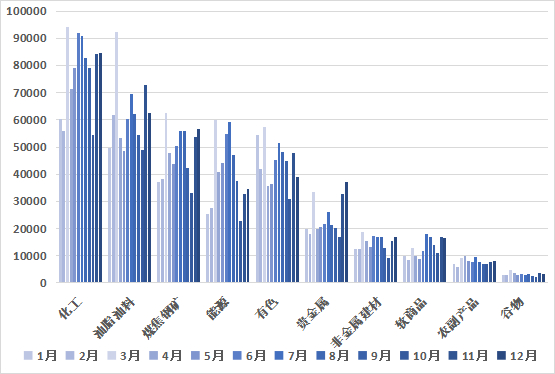 100000
90000
80000
70000
60000
50000
40000
30000
20000
10000
0
化工
油脂油料
煤焦钢矿
能源
有色
贵金属
非金属建材
软商品
农副产品
谷物
1月 2月 3月 4月 5月 6月 7月 8月 9月 10月 11月 12月